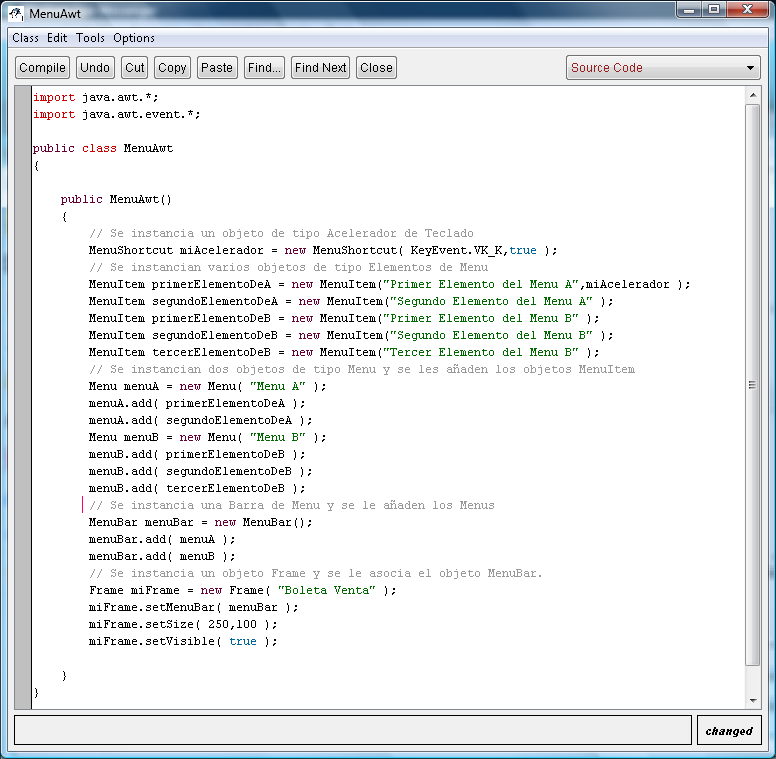 MenuAwt
Class Edit Tools Options
Compile Undo Cut Copy Paste Find... Find Next Close Source Code
import java.awt.*;
import java.awt.event.*;
public class MenuAwt
{
public MenuAwt()
{
// Se instancia un objeto de tipo Acelerador de Teclado
MenuShortcut miAcelerador = new MenuShortcut( KeyEvent.VK_K,true );
// Se instancian varios objetos de tipo Elementos de Menu
MenuItem primerElementoDeA = new MenuItem("Primer Elemento del Menu A",miAcelerador );
MenuItem segundoElementoDeA = new MenuItem("Segundo Elemento del Menu A" );
MenuItem primerElementoDeB = new MenuItem("Primer Elemento del Menu B" );
MenuItem segundoElementoDeB = new MenuItem("Segundo Elemento del Menu B" );
MenuItem tercerElementoDeB = new MenuItem("Tercer Elemento del Menu B" );
// Se instancian dos objetos de tipo Menu y se les añaden los objetos MenuItem
Menu menuA = new Menu( "Menu A" );
menuA.add( primerElementoDeA );
menuA.add( segundoElementoDeA );
Menu menuB = new Menu( "Menu B" );
menuB.add( primerElementoDeB );
menuB.add( segundoElementoDeB );
menuB.add( tercerElementoDeB );
// Se instancia una Barra de Menu y se le añaden los Menus
MenuBar menuBar = new MenuBar();
menuBar.add( menuA );
menuBar.add( menuB );
// Se instancia un objeto Frame y se le asocia el objeto MenuBar.
Frame miFrame = new Frame( "Boleta Venta" );
miFrame.setMenuBar( menuBar );
miFrame.setSize( 250,100 );
miFrame.setVisible( true );
}
}
changed